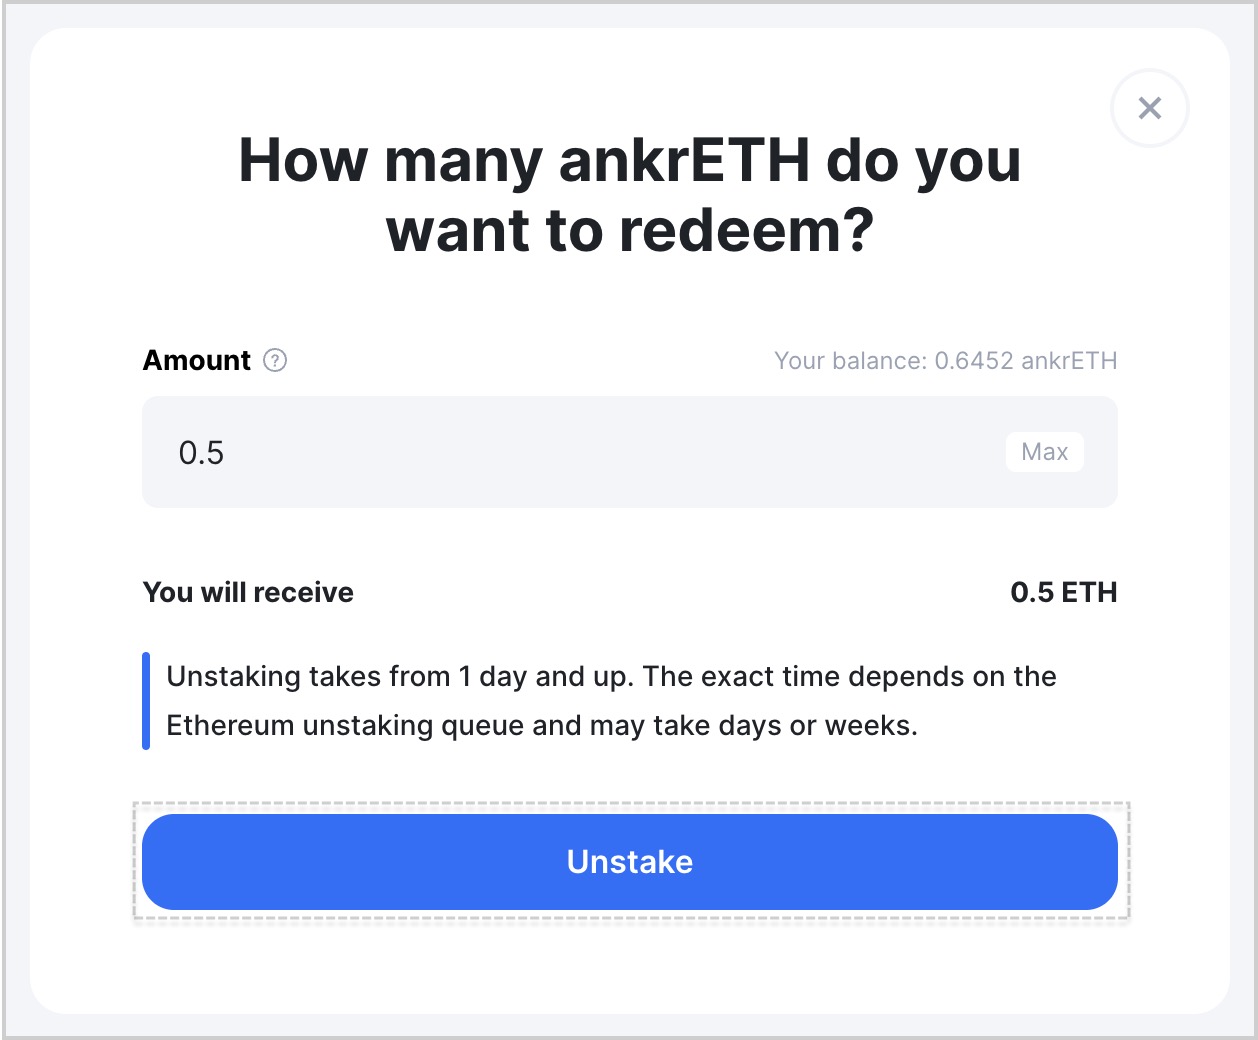 How many ankrETH do you
want to redeem?
Amount ?
Your balance: 0.6452 ankrETH
0.5
Max
You will receive
0.5 ETH
Unstaking takes from 1 day and up. The exact time depends on the
Ethereum unstaking queue and may take days or weeks.
Unstake